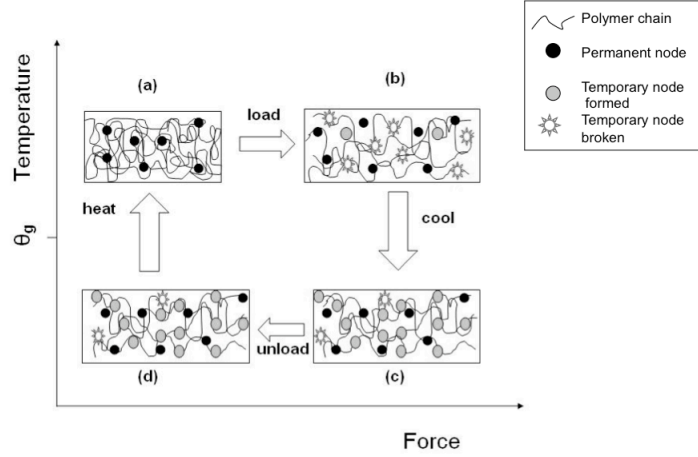 Polymer chain
Permanent node
Temporary node
formed
Temporary node
broken
Temperature
θg
(a)
(b)
load
heat
cool
unload
(d)
(c)
Force